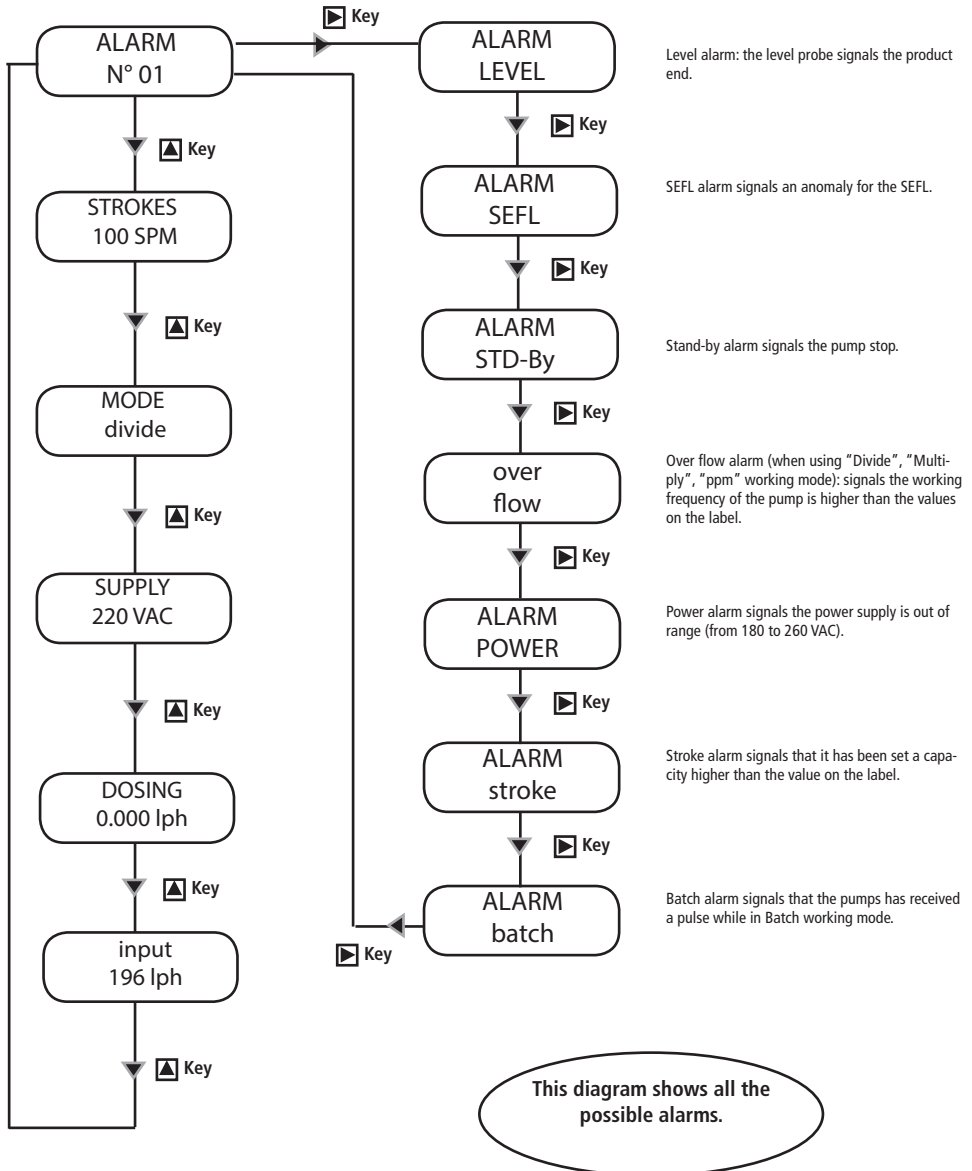 Key
ALARM
N° 01
Key
STROKES
100 SPM
Key
MODE
divide
Key
SUPPLY
220 VAC
Key
DOSING
0.000 lph
Key
input
196 lph
Key
ALARM
LEVEL
Level alarm: the level probe signals the product
end.
Key
ALARM
SEFL
SEFL alarm signals an anomaly for the SEFL.
Key
ALARM
STD-By
Stand-by alarm signals the pump stop.
Key
over
flow
Over flow alarm (when using "Divide", "Multi-
ply", "ppm" working mode): signals the working
frequency of the pump is higher than the values
on the label.
Key
ALARM
POWER
Power alarm signals the power supply is out of
range (from 180 to 260 VAC).
Key
ALARM
stroke
Stroke alarm signals that it has been set a capa-
city higher than the value on the label.
Key
ALARM
batch
Batch alarm signals that the pumps has received
a pulse while in Batch working mode.
Key
This diagram shows all the
possible alarms.